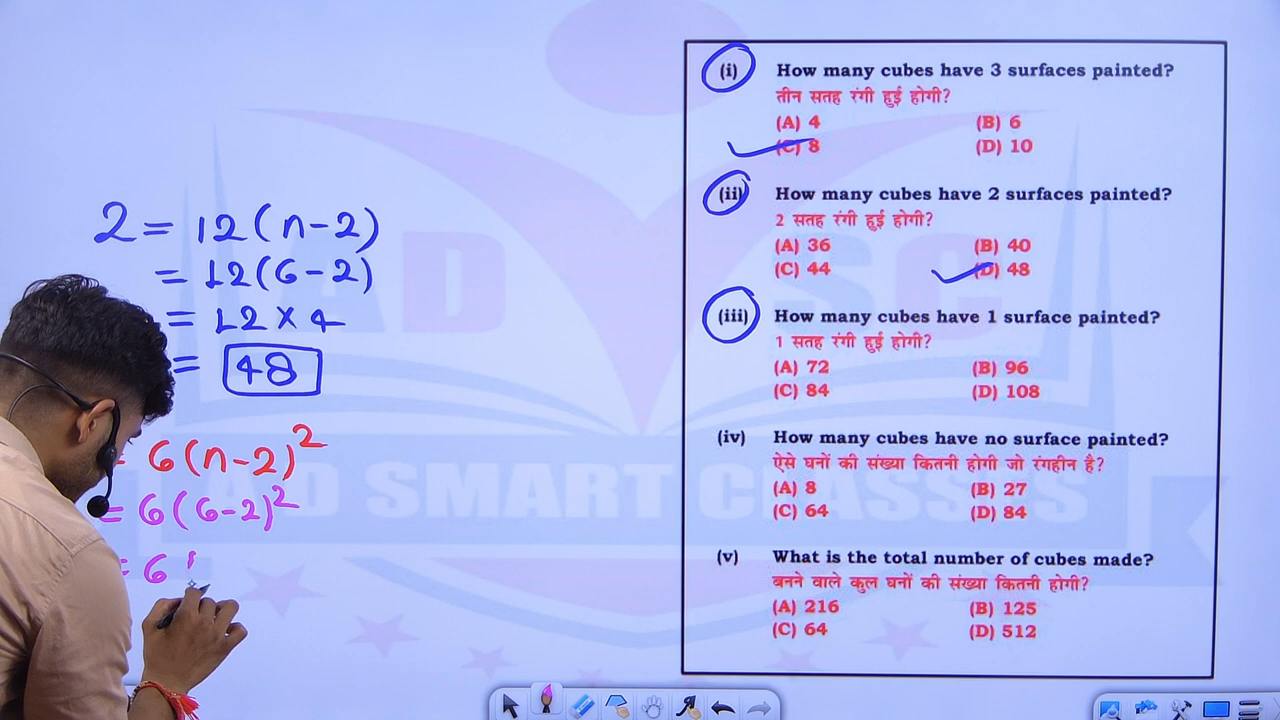 2 = 12(n-2)
= 12(6-2)
= 12 × 4
= 48
= 6(n-2)²
= 6(6-2)²
= 6
(i) How many cubes have 3 surfaces painted?
तीन सतह रंगी हुई होगी?
(A) 4 (B) 6
(C) 8 (D) 10
(ii) How many cubes have 2 surfaces painted?
2 सतह रंगी हुई होगी?
(A) 36 (B) 40
(C) 44 (D) 48
(iii) How many cubes have 1 surface painted?
1 सतह रंगी हुई होगी?
(A) 72 (B) 96
(C) 84 (D) 108
(iv) How many cubes have no surface painted?
ऐसे घनों की संख्या कितनी होगी जो रंगहीन है?
(A) 8 (B) 27
(C) 64 (D) 84
(v) What is the total number of cubes made?
बनने वाले कुल घनों की संख्या कितनी होगी?
(A) 216 (B) 125
(C) 64 (D) 512
AD SC
AD SMART CLASSES